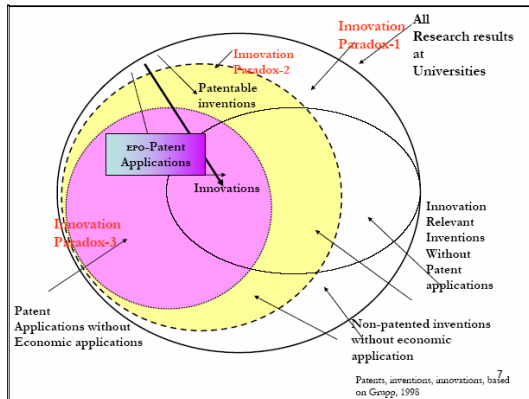 Innovation
Paradox-1
All
Research results
at
Universities
Innovation
Paradox-2
Patentable
inventions
EPO-Patent
Applications
Innovations
Innovation
Paradox-3
Innovation
Relevant
Inventions
Without
Patent
applications
Patent
Applications without
Economic applications
Non-patented inventions
without economic
application
7
Patents, inventions, innovations, based
on Grupp, 1998